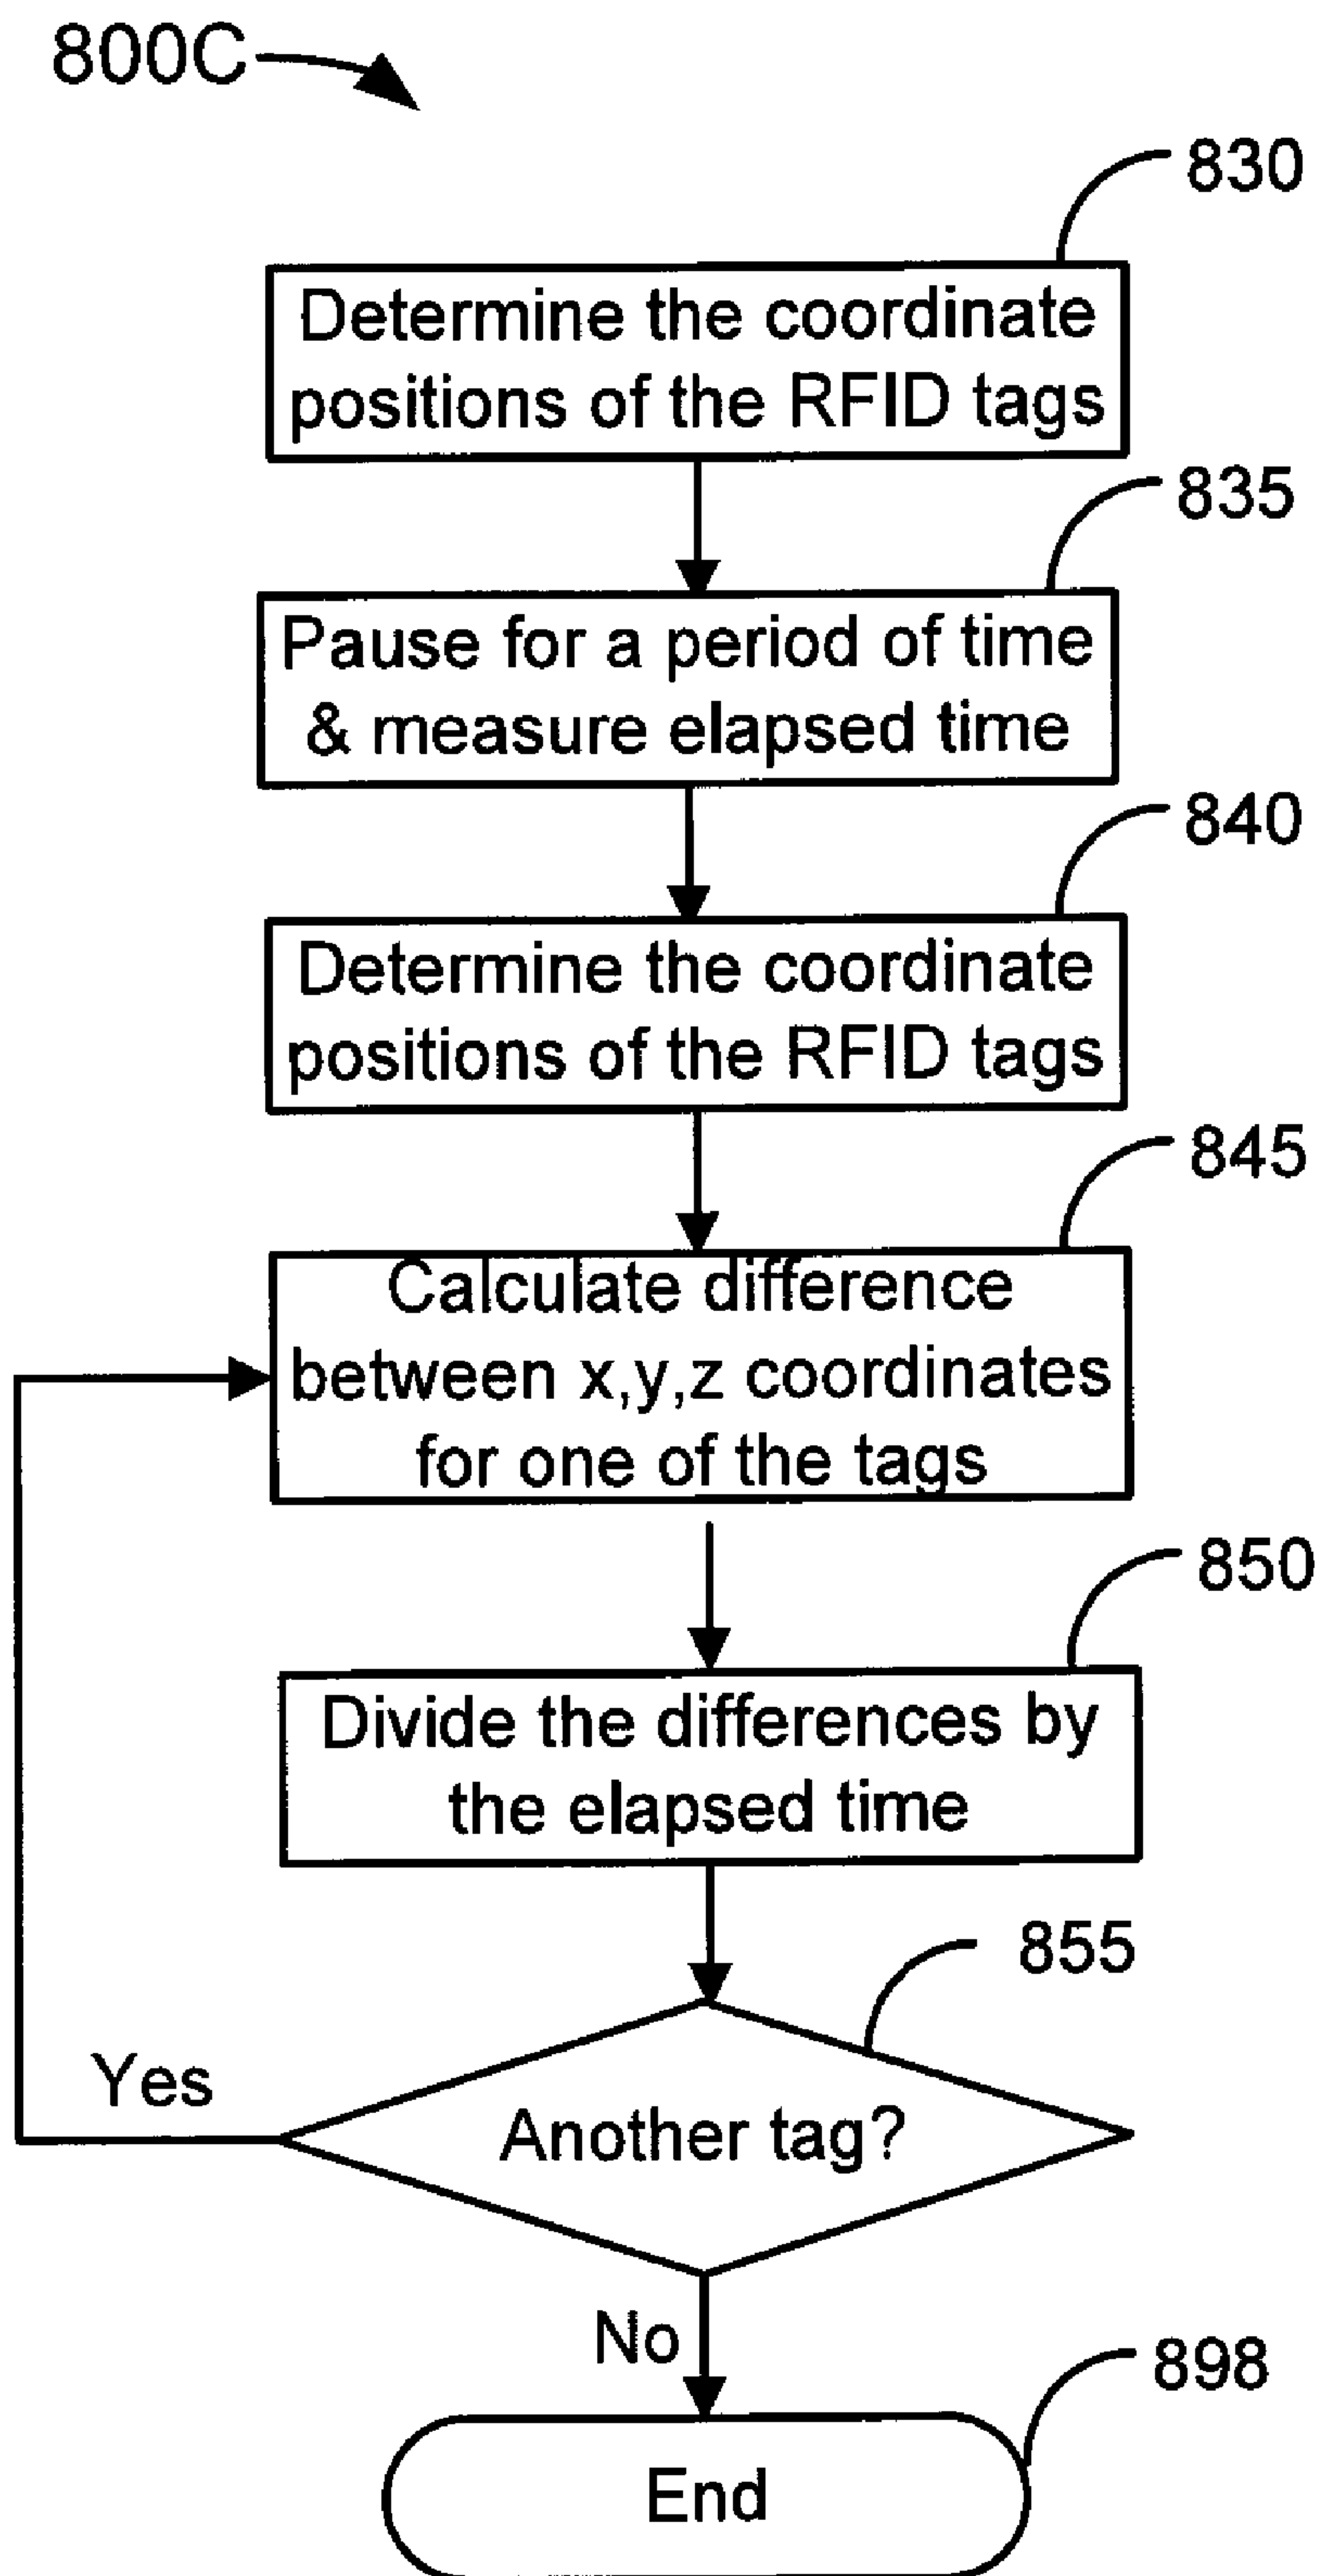 800C
830
Determine the coordinate
positions of the RFID tags
835
Pause for a period of time
& measure elapsed time
840
Determine the coordinate
positions of the RFID tags
845
Calculate difference
between x,y,z coordinates
for one of the tags
850
Divide the differences by
the elapsed time
855
Yes
Another tag?
No
898
End